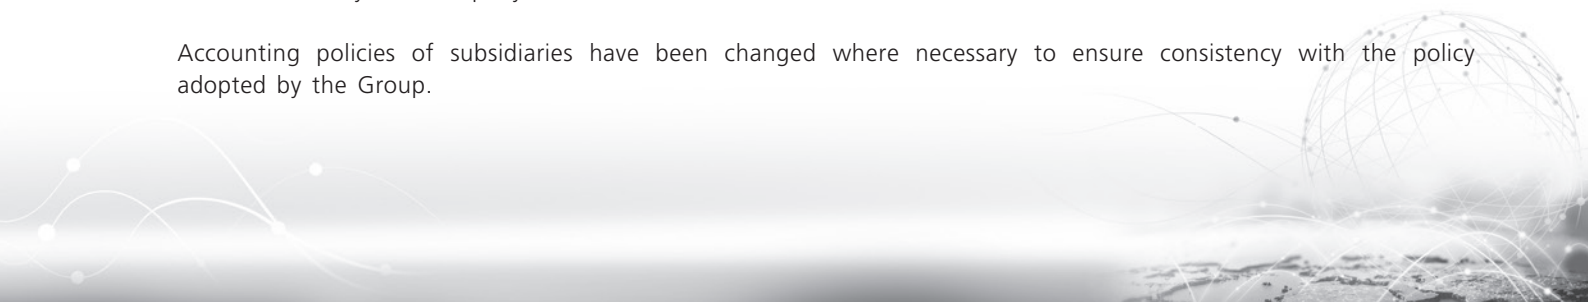 Accounting policies of subsidiaries have been changed where necessary to ensure consistency with the policy
adopted by the Group.